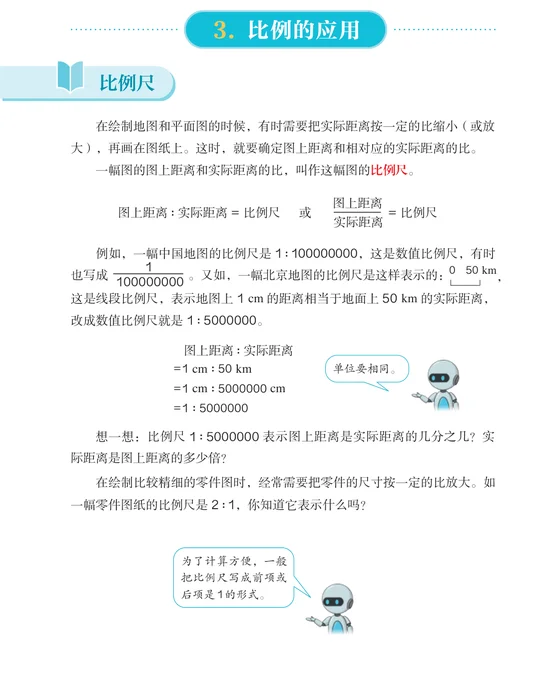 3. 比例的应用
比例尺
在绘制地图和平面图的时候，有时需要把实际距离按一定的比缩小（或放
大），再画在图纸上。这时，就要确定图上距离和相对应的实际距离的比。
一幅图的图上距离和实际距离的比，叫作这幅图的比例尺。
图上距离∶实际距离 = 比例尺 或 图上距离/实际距离 = 比例尺
例如，一幅中国地图的比例尺是 1∶100000000，这是数值比例尺，有时
也写成 1/100000000 。又如，一幅北京地图的比例尺是这样表示的：0 50 km，
这是线段比例尺，表示地图上 1 cm 的距离相当于地面上 50 km 的实际距离，
改成数值比例尺就是 1∶5000000。
图上距离∶实际距离
=1 cm∶50 km
=1 cm∶5000000 cm
=1∶5000000
单位要相同。
想一想：比例尺 1∶5000000 表示图上距离是实际距离的几分之几？实
际距离是图上距离的多少倍？
在绘制比较精细的零件图时，经常需要把零件的尺寸按一定的比放大。如
一幅零件图纸的比例尺是 2∶1，你知道它表示什么吗？
为了计算方便，一般
把比例尺写成前项或
后项是1的形式。